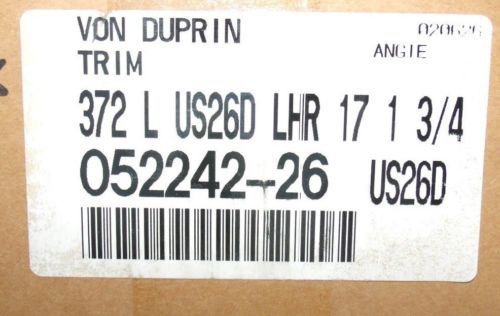 VON DUPRIN
TRIM
ANGIE
372 L US26D LHR 17 1 3/4
052242-26 US26D